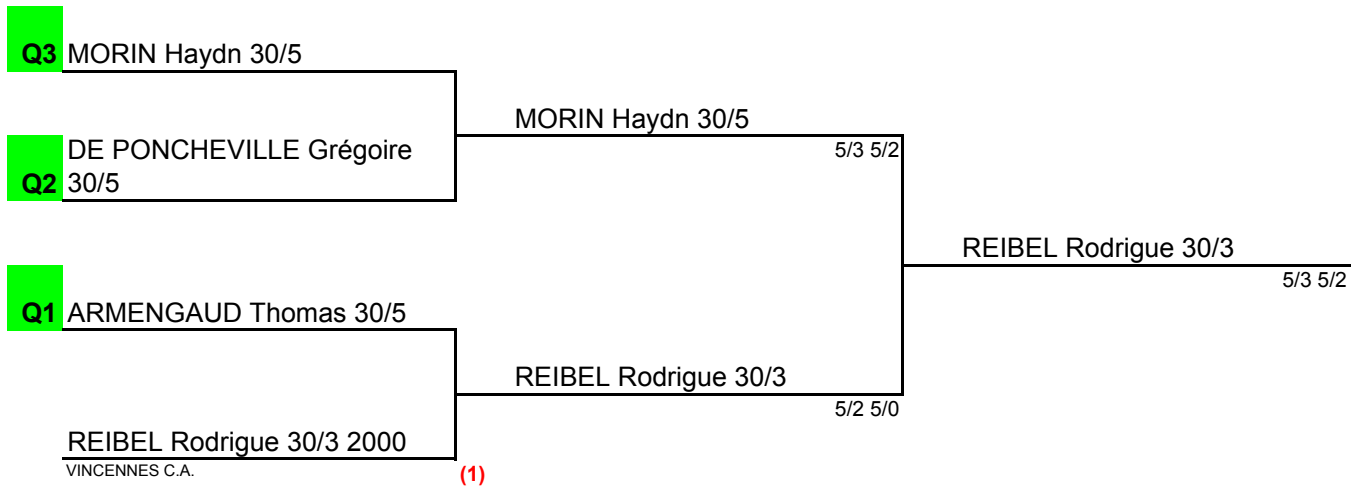 Q3 MORIN Haydn 30/5
MORIN Haydn 30/5
5/3 5/2
DE PONCHEVILLE Grégoire
Q2 30/5
REIBEL Rodrigue 30/3
5/3 5/2
Q1 ARMENGAUD Thomas 30/5
REIBEL Rodrigue 30/3
5/2 5/0
REIBEL Rodrigue 30/3 2000
VINCENNES C.A.
(1)